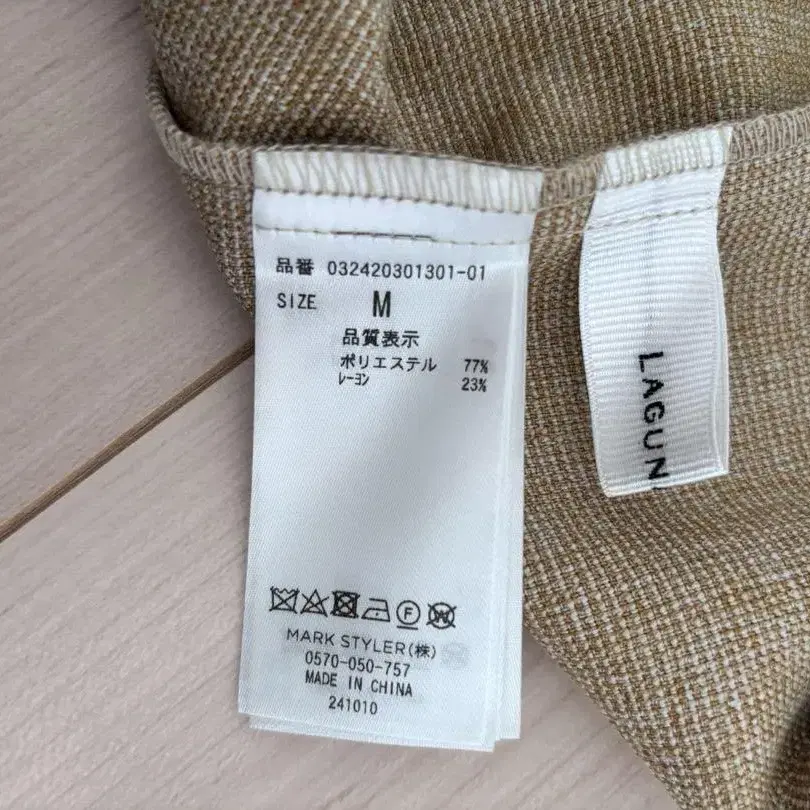 品番 032420301301-01
SIZE M
品質表示
ポリエステル 77%
レーヨン 23%
MARK STYLER(株)
0570-050-757
MADE IN CHINA
241010
LAGUN